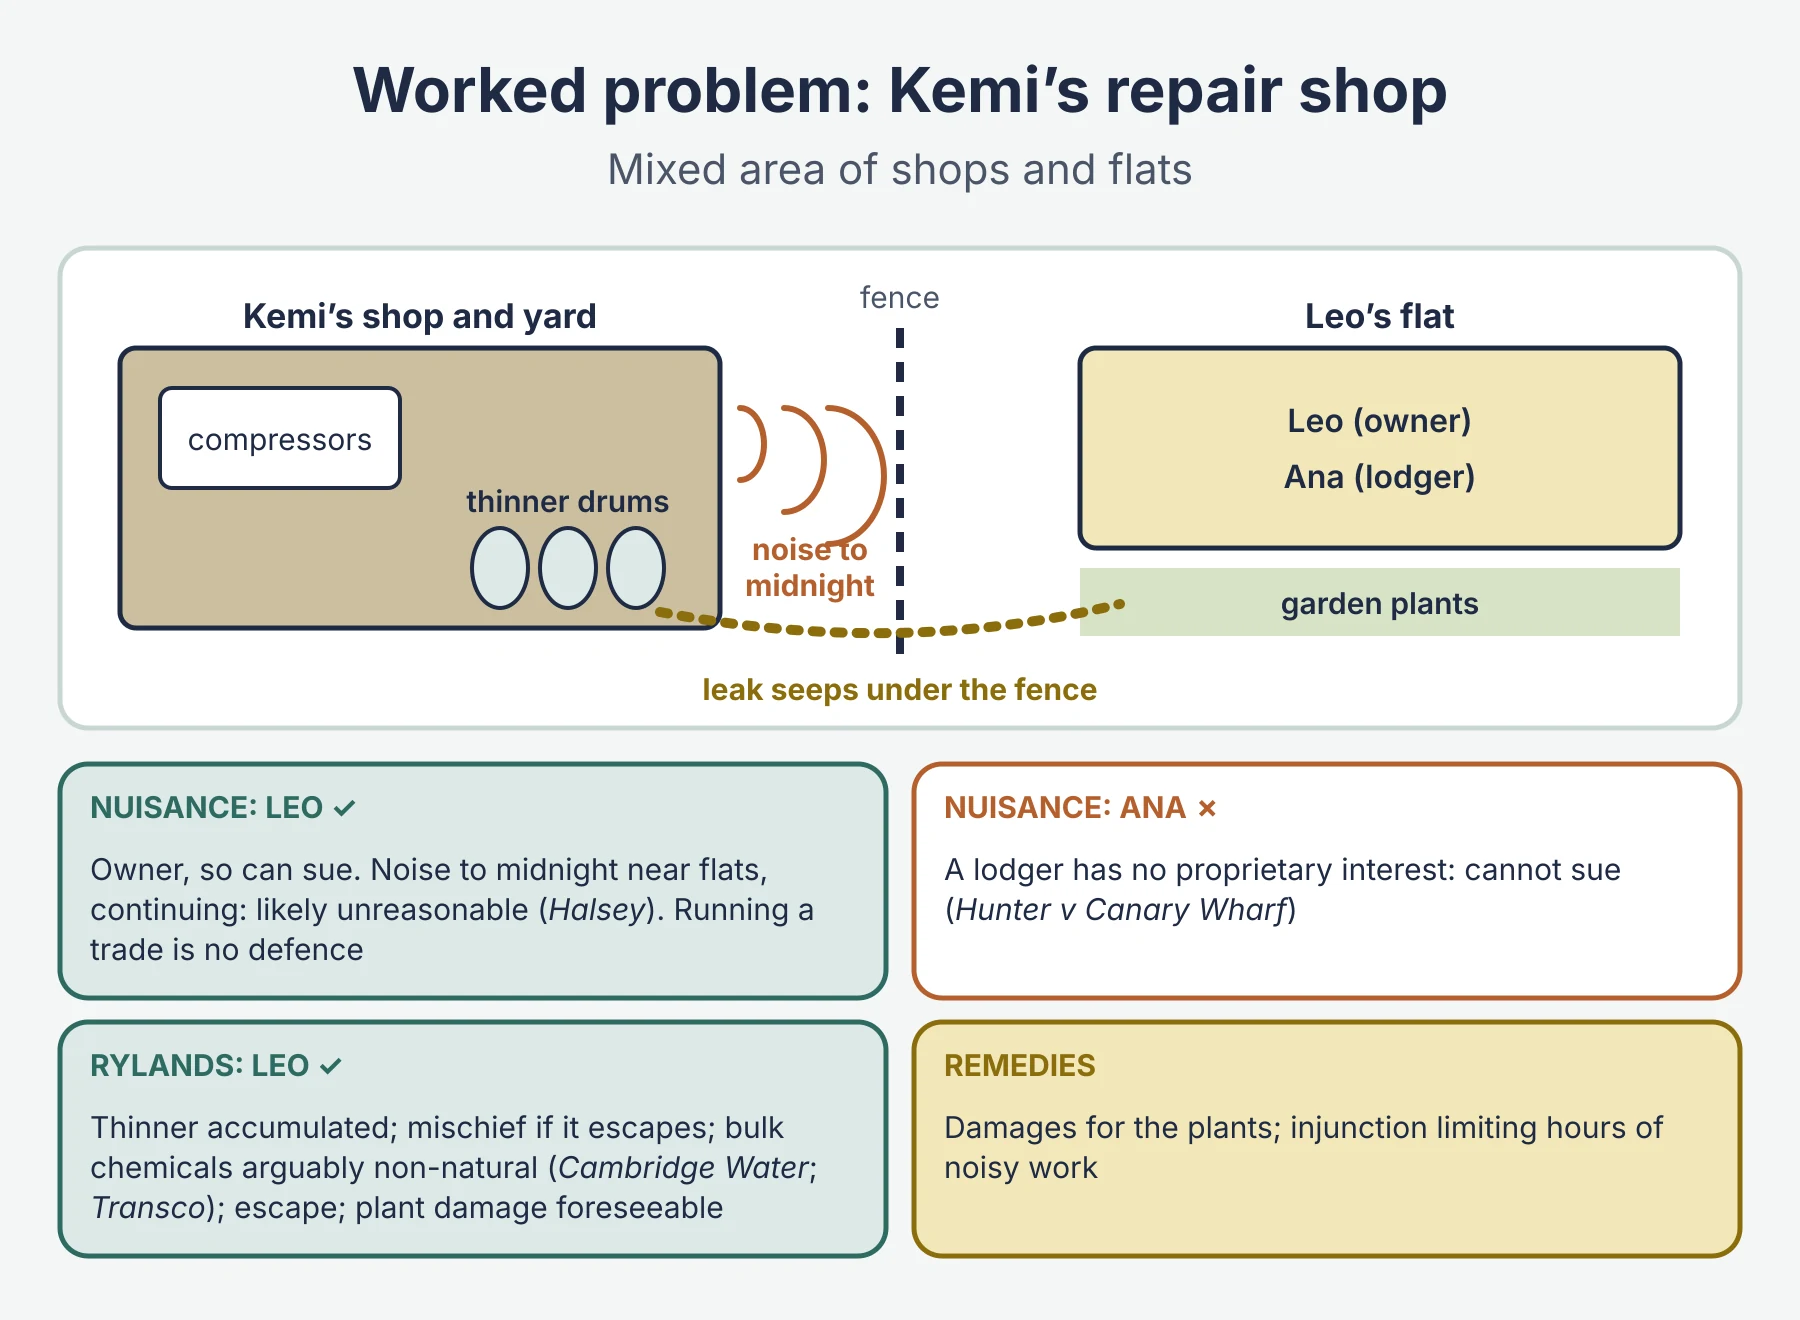 Worked problem: Kemi’s repair shop
Mixed area of shops and flats
fence
Kemi’s shop and yard
Leo’s flat
compressors
Leo (owner)
Ana (lodger)
thinner drums
noise to
midnight
garden plants
leak seeps under the fence
NUISANCE: LEO ✓
Owner, so can sue. Noise to midnight near flats,
continuing: likely unreasonable (Halsey). Running a
trade is no defence
NUISANCE: ANA ×
A lodger has no proprietary interest: cannot sue
(Hunter v Canary Wharf)
RYLANDS: LEO ✓
Thinner accumulated; mischief if it escapes; bulk
chemicals arguably non-natural (Cambridge Water;
Transco); escape; plant damage foreseeable
REMEDIES
Damages for the plants; injunction limiting hours of
noisy work